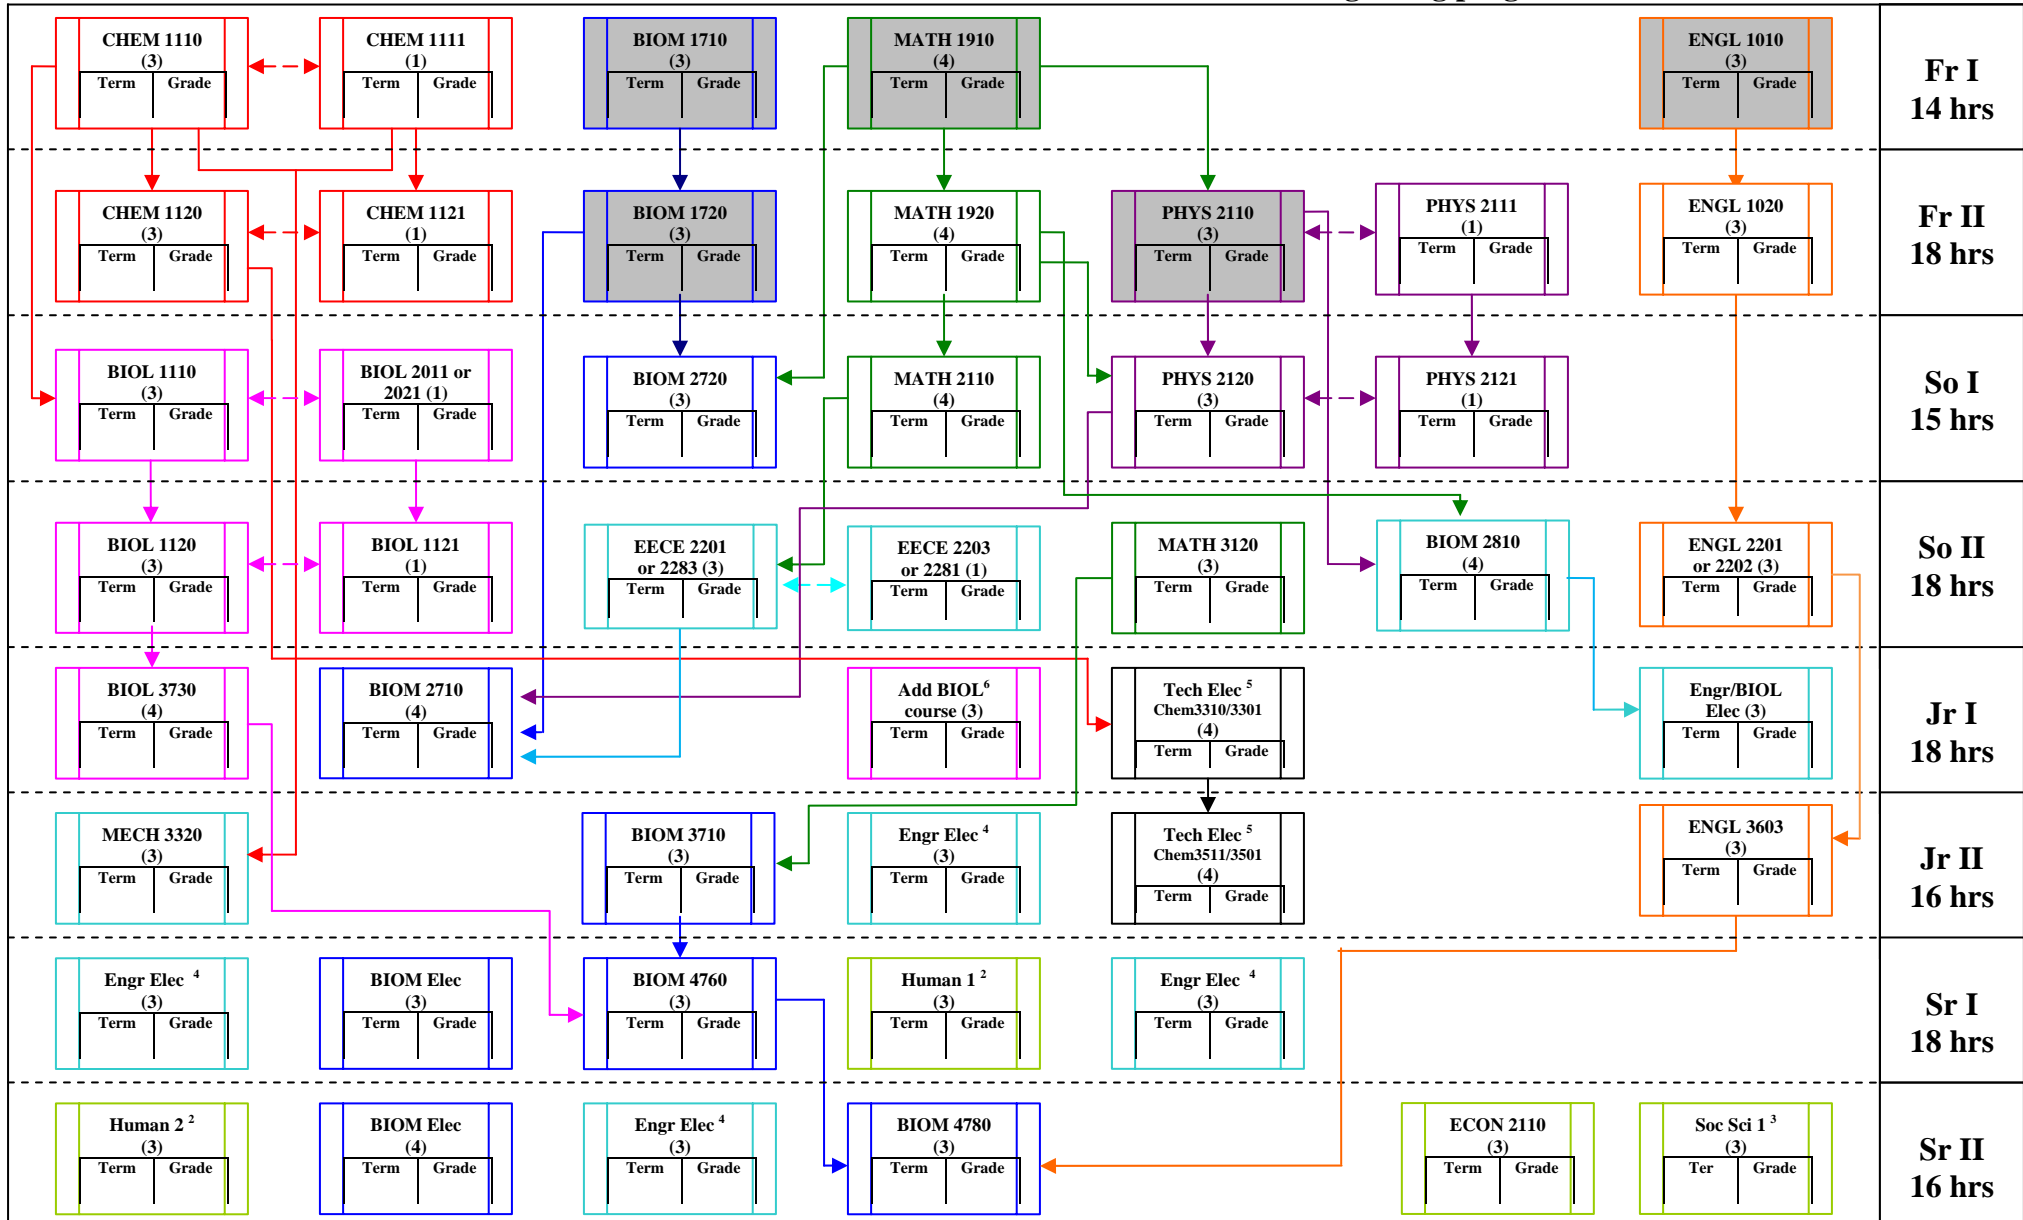 CHEM 1110
(3)
Term Grade
CHEM 1111
(1)
Term Grade
BIOM 1710
(3)
Term Grade
MATH 1910
(4)
Term Grade
ENGL 1010
(3)
Term Grade
Fr I
14 hrs
CHEM 1120
(3)
Term Grade
CHEM 1121
(1)
Term Grade
BIOM 1720
(3)
Term Grade
MATH 1920
(4)
Term Grade
PHYS 2110
(3)
Term Grade
PHYS 2111
(1)
Term Grade
ENGL 1020
(3)
Term Grade
Fr II
18 hrs
BIOL 1110
(3)
Term Grade
BIOL 2011 or
2021 (1)
Term Grade
BIOM 2720
(3)
Term Grade
MATH 2110
(4)
Term Grade
PHYS 2120
(3)
Term Grade
PHYS 2121
(1)
Term Grade
So I
15 hrs
BIOL 1120
(3)
Term Grade
BIOL 1121
(1)
Term Grade
EECE 2201
or 2283 (3)
Term Grade
EECE 2203
or 2281 (1)
Term Grade
MATH 3120
(3)
Term Grade
BIOM 2810
(4)
Term Grade
ENGL 2201
or 2202 (3)
Term Grade
So II
18 hrs
BIOL 3730
(4)
Term Grade
BIOM 2710
(4)
Term Grade
Add BIOL6
course (3)
Term Grade
Tech Elec 5
Chem3310/3301
(4)
Term Grade
Engr/BIOL
Elec (3)
Term Grade
Jr I
18 hrs
MECH 3320
(3)
Term Grade
BIOM 3710
(3)
Term Grade
Engr Elec 4
(3)
Term Grade
Tech Elec 5
Chem3511/3501
(4)
Term Grade
ENGL 3603
(3)
Term Grade
Jr II
16 hrs
Engr Elec 4
(3)
Term Grade
BIOM Elec
(3)
Term Grade
BIOM 4760
(3)
Term Grade
Human 1 2
(3)
Term Grade
Engr Elec 4
(3)
Term Grade
Sr I
18 hrs
Human 2 2
(3)
Term Grade
BIOM Elec
(4)
Term Grade
Engr Elec 4
(3)
Term Grade
BIOM 4780
(3)
Term Grade
ECON 2110
(3)
Term Grade
Soc Sci 1 3
(3)
Ter Grade
Sr II
16 hrs